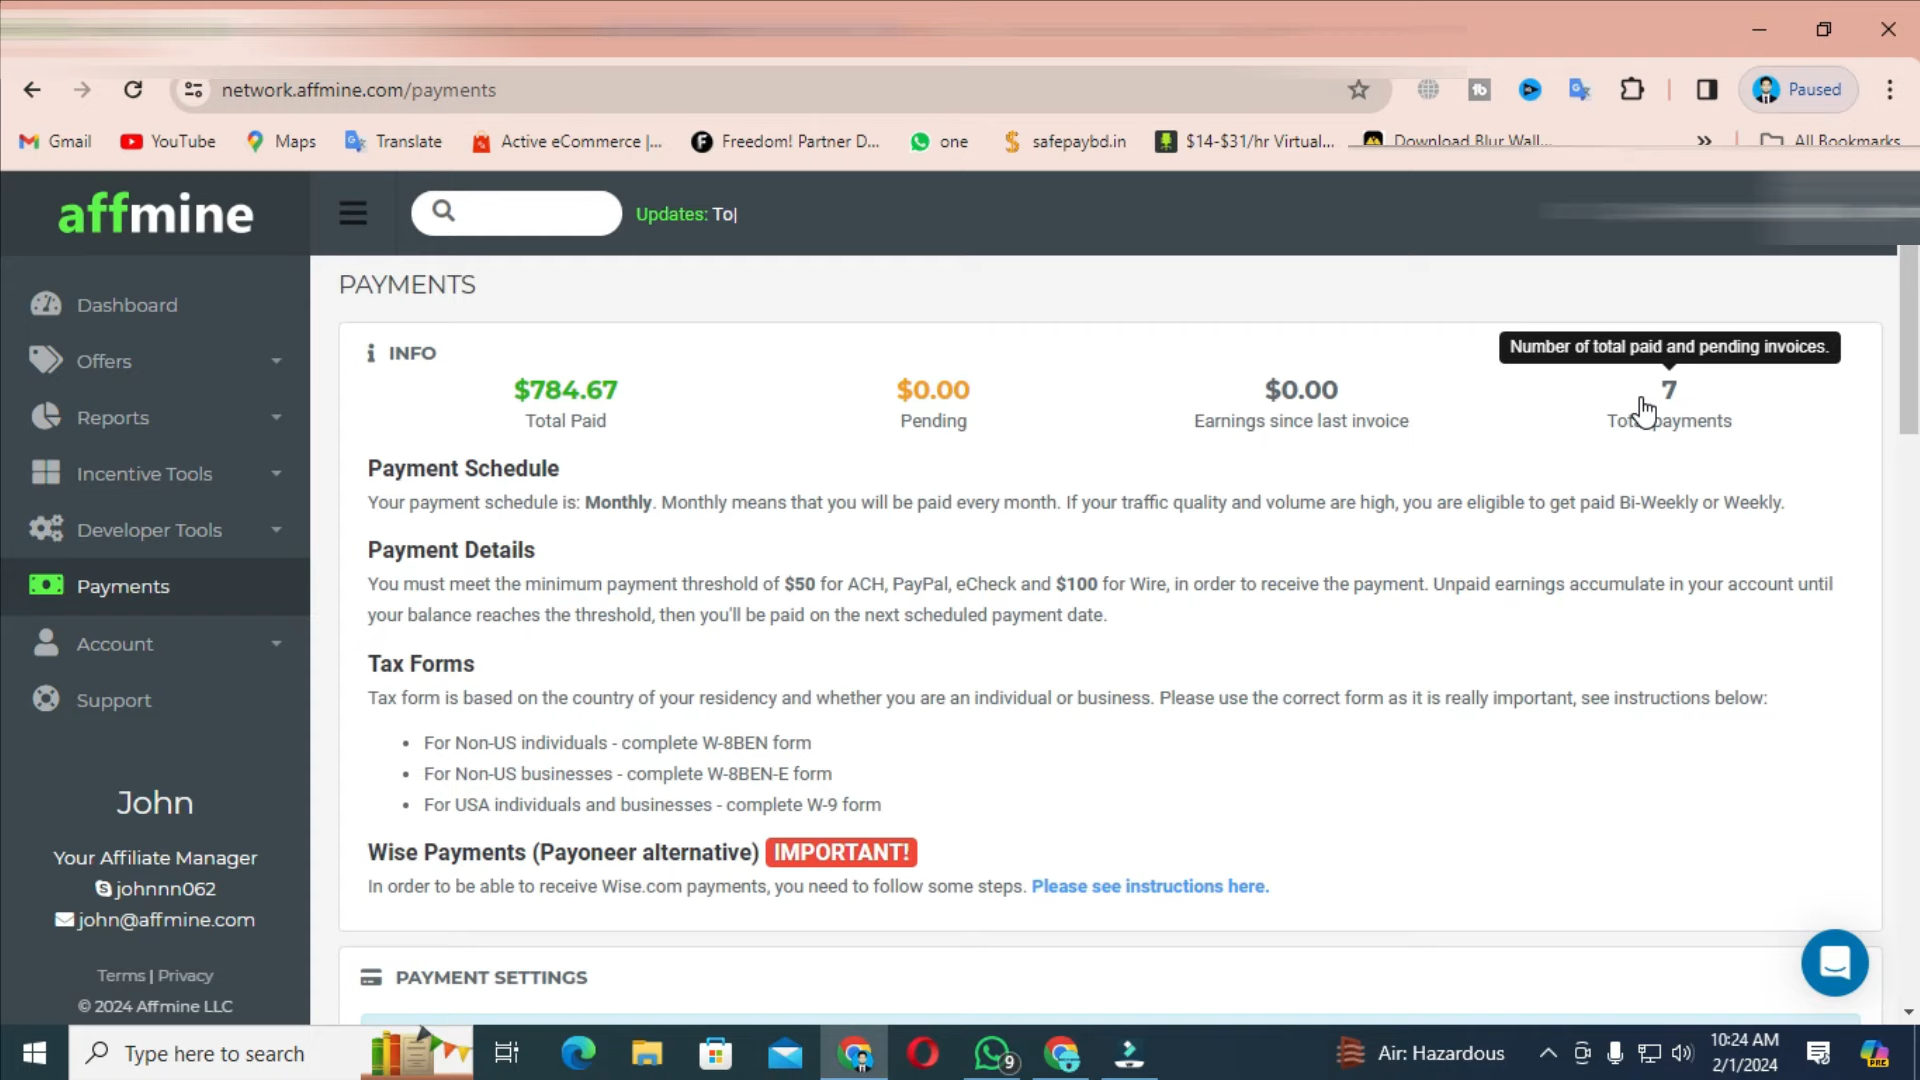 network.affmine.com/payments
Paused
Gmail
YouTube
Maps
Translate
Active eCommerce |...
Freedom! Partner D...
one
safepaybd.in
$14-$31/hr Virtual...
Download Blur Wall...
All Bookmarks
affmine
Updates: To|
Dashboard
Offers
Reports
Incentive Tools
Developer Tools
Payments
Account
Support
John
Your Affiliate Manager
johnnn062
john@affmine.com
Terms | Privacy
© 2024 Affmine LLC
PAYMENTS
INFO
Number of total paid and pending invoices.
$784.67
Total Paid
$0.00
Pending
$0.00
Earnings since last invoice
7
Total payments
Payment Schedule
Your payment schedule is: Monthly. Monthly means that you will be paid every month. If your traffic quality and volume are high, you are eligible to get paid Bi-Weekly or Weekly.
Payment Details
You must meet the minimum payment threshold of $50 for ACH, PayPal, eCheck and $100 for Wire, in order to receive the payment. Unpaid earnings accumulate in your account until
your balance reaches the threshold, then you'll be paid on the next scheduled payment date.
Tax Forms
Tax form is based on the country of your residency and whether you are an individual or business. Please use the correct form as it is really important, see instructions below:
• For Non-US individuals - complete W-8BEN form
• For Non-US businesses - complete W-8BEN-E form
• For USA individuals and businesses - complete W-9 form
Wise Payments (Payoneer alternative) IMPORTANT!
In order to be able to receive Wise.com payments, you need to follow some steps. Please see instructions here.
PAYMENT SETTINGS
Type here to search
9
Air: Hazardous
10:24 AM
2/1/2024
PRE